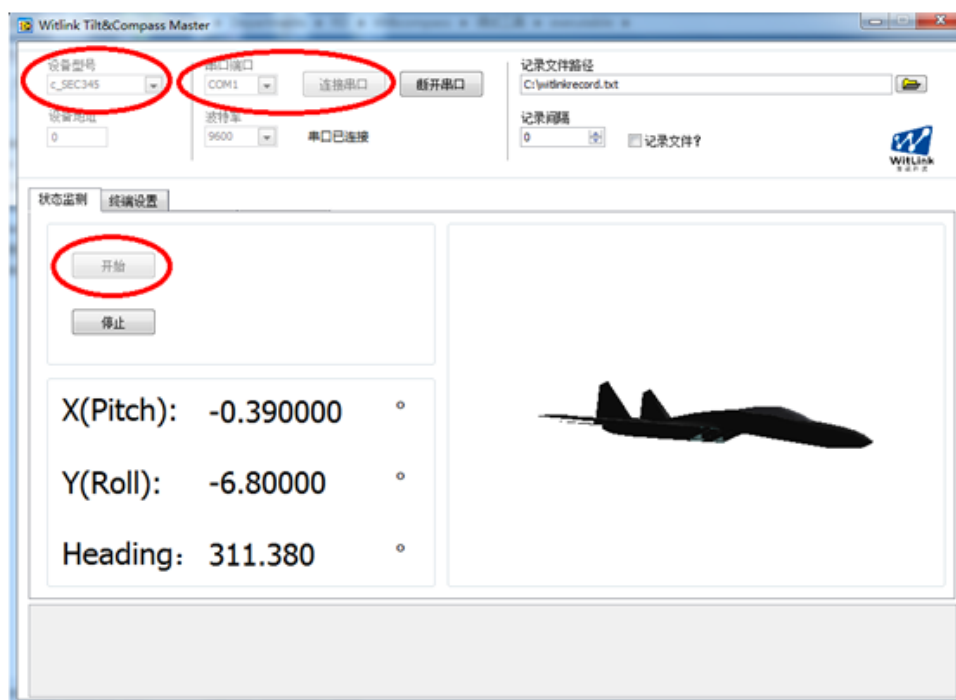 Witlink Tilt&Compass Master
设备型号
串口端口
记录文件路径
c_SEC345
COM1
连接串口
断开串口
C:\witlinkrecord.txt
设备地址
波特率
记录间隔
0
9600
串口已连接
0
记录文件?
WitLink
状态监测
终端设置
开始
停止
X(Pitch): -0.390000 °
Y(Roll): -6.80000 °
Heading: 311.380 °